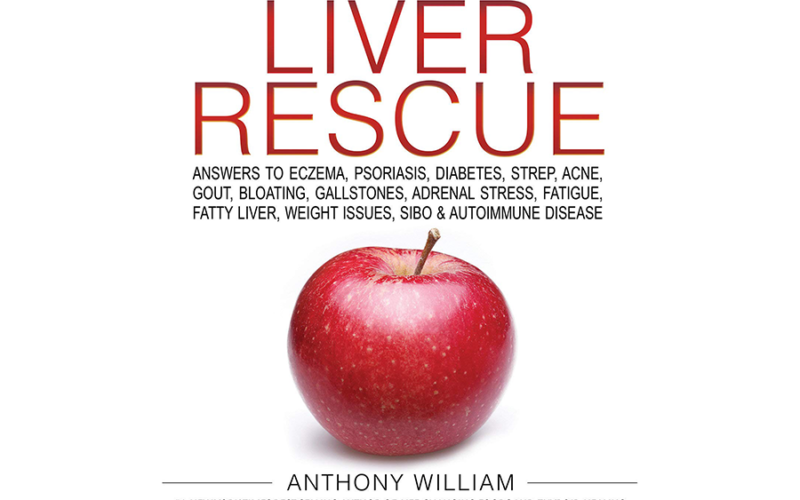 LIVER
RESCUE
ANSWERS TO ECZEMA, PSORIASIS, DIABETES, STREP, ACNE,
GOUT, BLOATING, GALLSTONES, ADRENAL STRESS, FATIGUE,
FATTY LIVER, WEIGHT ISSUES, SIBO & AUTOIMMUNE DISEASE
ANTHONY WILLIAM